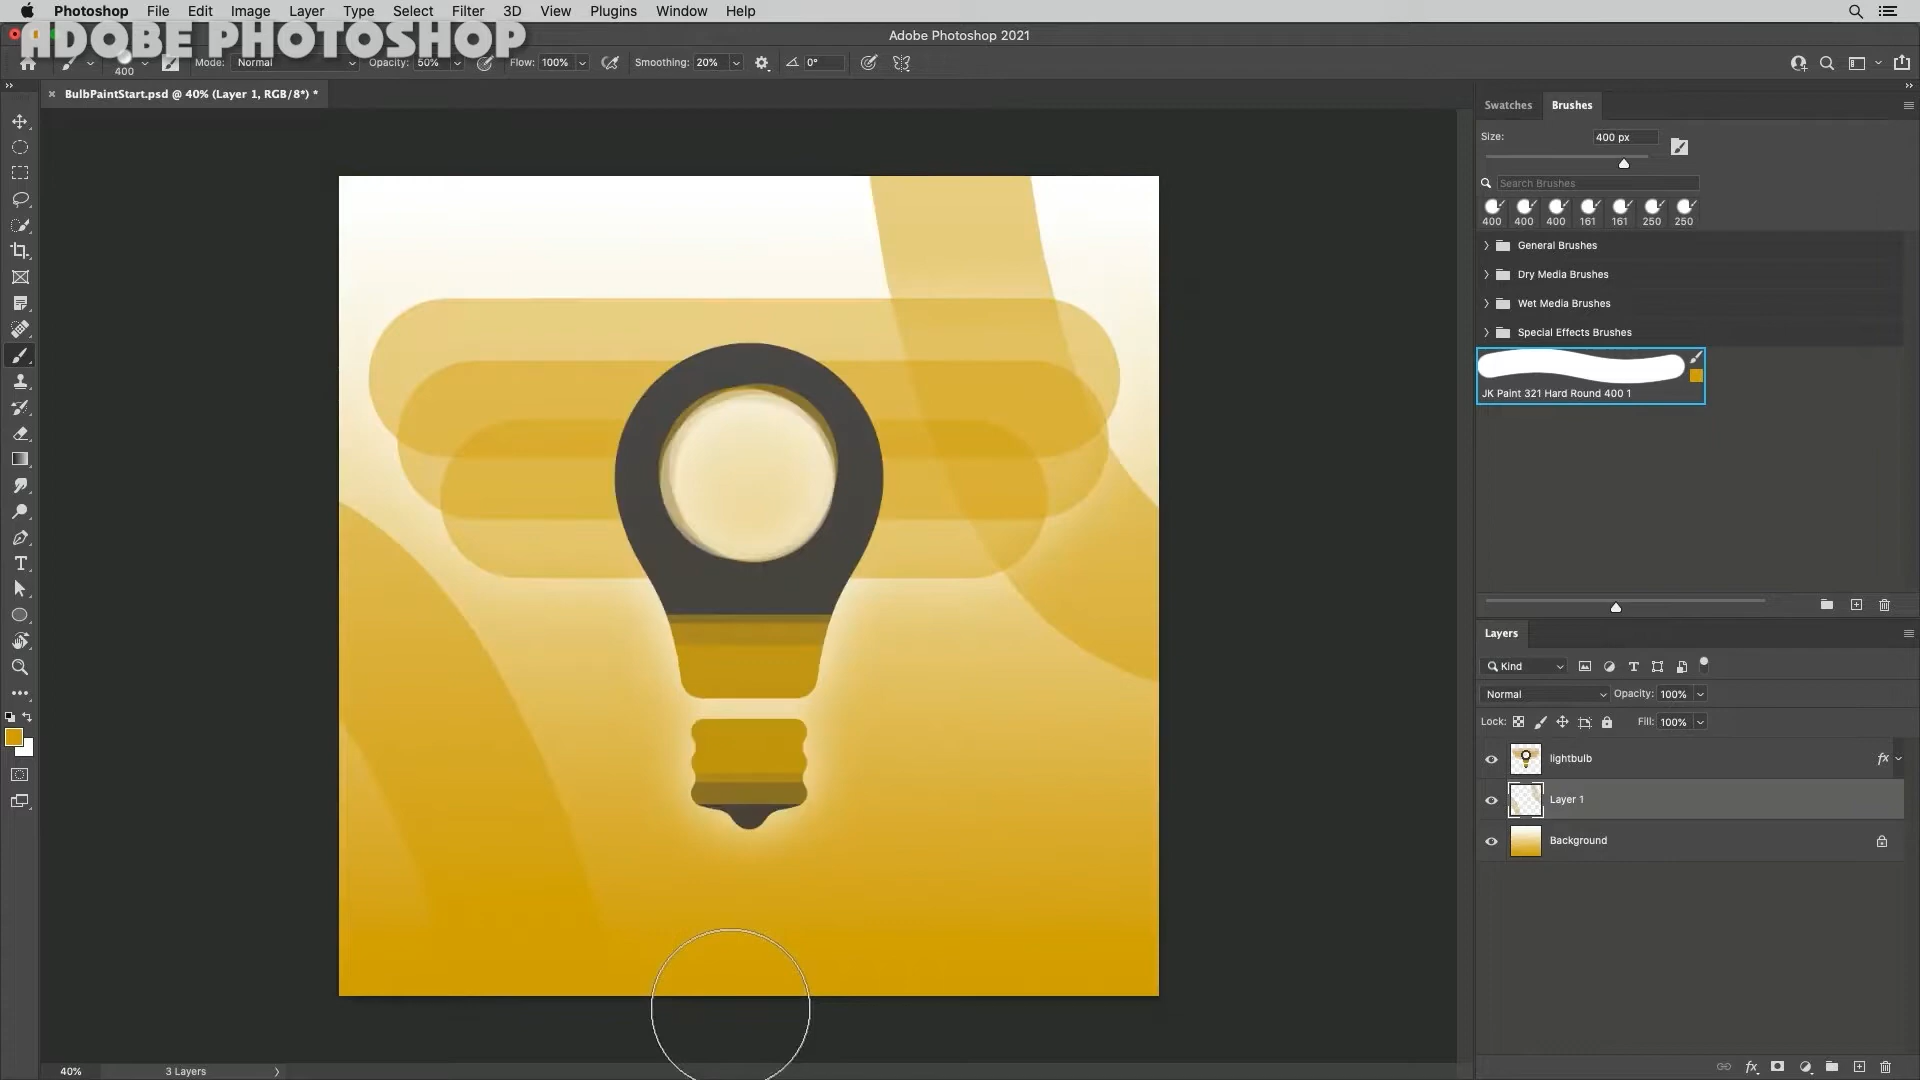 Photoshop File Edit Image Layer Type Select Filter 3D View Plugins Window Help
ADOBE PHOTOSHOP
Adobe Photoshop 2021
400 Mode: Normal Opacity: 50% Flow: 100% Smoothing: 20% 0°
BulbPaintStart.psd @ 40% (Layer 1, RGB/8*) *
Swatches Brushes
Size: 400 px
Search Brushes
400 400 400 161 161 250 250
General Brushes
Dry Media Brushes
Wet Media Brushes
Special Effects Brushes
JK Paint 321 Hard Round 400 1
Layers
Kind
Normal Opacity: 100%
Lock: Fill: 100%
lightbulb fx
Layer 1
Background
40% 3 Layers
fx